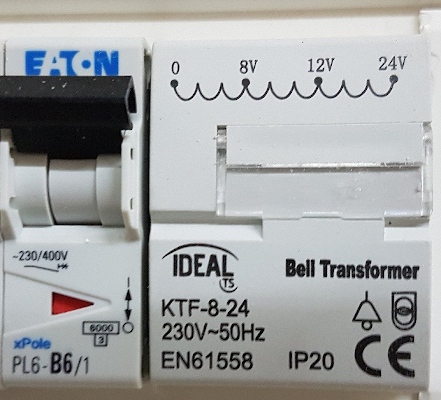 EATON
~230/400V
I
6000
3
xPole
PL6-B6/1
0 8V 12V 24V
IDEAL
TS
Bell Transformer
KTF-8-24
230V~50Hz
EN61558 IP20
CE